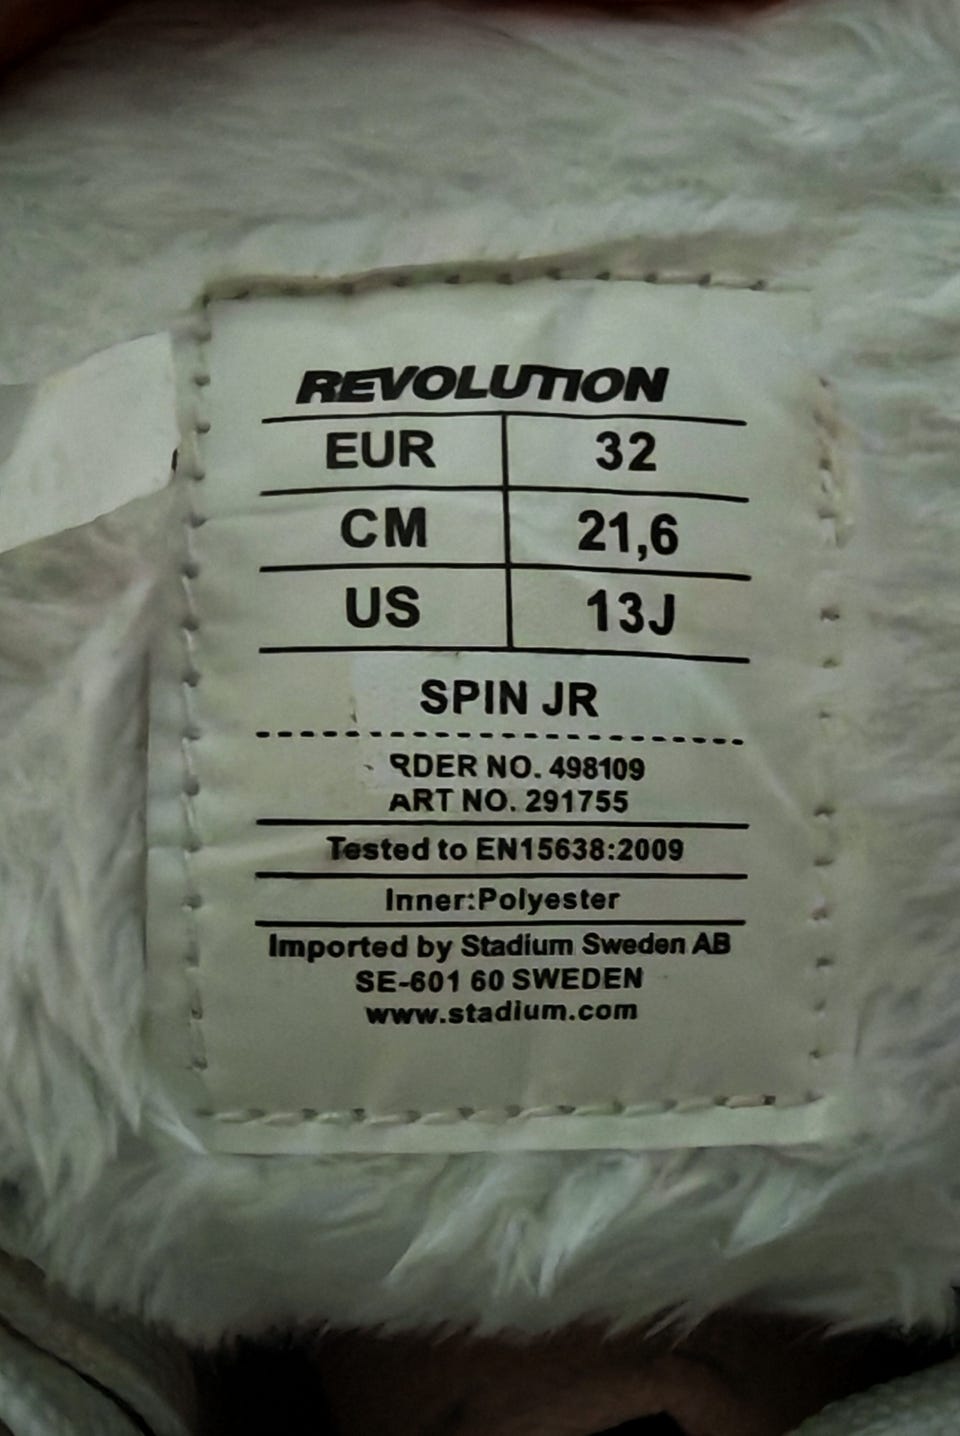 REVOLUTION
EUR 32
CM 21,6
US 13J
SPIN JR
RDER NO. 498109
ART NO. 291755
Tested to EN15638:2009
Inner:Polyester
Imported by Stadium Sweden AB
SE-601 60 SWEDEN
www.stadium.com